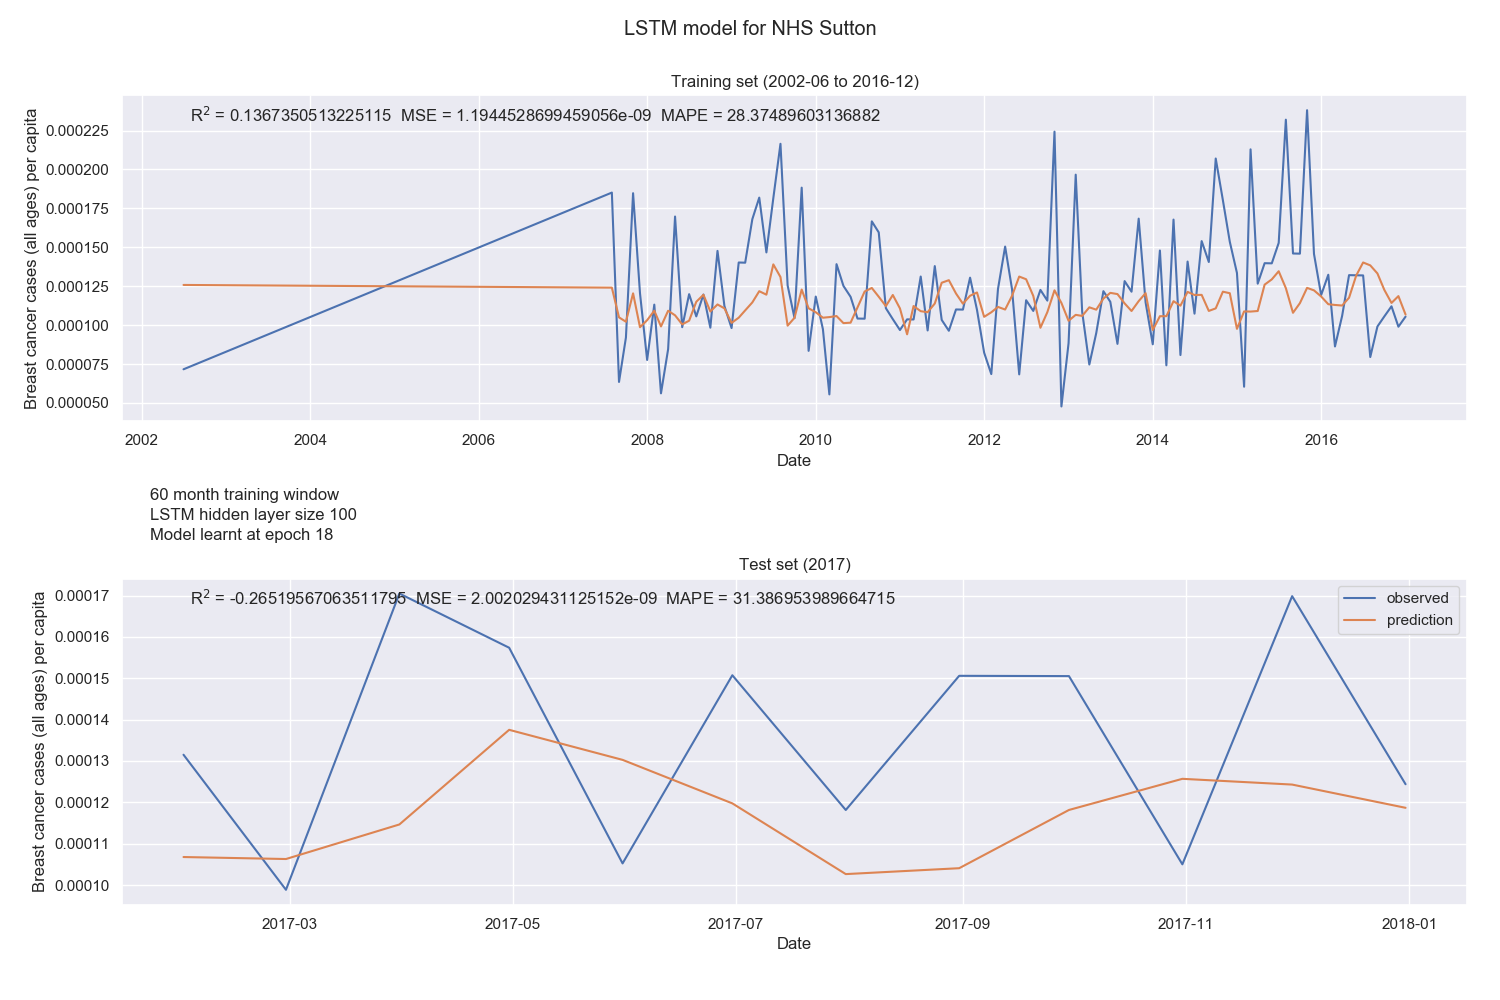 LSTM model for NHS Sutton
Training set (2002-06 to 2016-12)
R² = 0.1367350513225115  MSE = 1.1944528699459056e-09  MAPE = 28.37489603136882
Breast cancer cases (all ages) per capita
0.000225
0.000200
0.000175
0.000150
0.000125
0.000100
0.000075
0.000050
2002 2004 2006 2008 2010 2012 2014 2016
Date
60 month training window
LSTM hidden layer size 100
Model learnt at epoch 18
Test set (2017)
R² = -0.26519567063511795  MSE = 2.002029431125152e-09  MAPE = 31.386953989664715
observed
prediction
Breast cancer cases (all ages) per capita
0.00017
0.00016
0.00015
0.00014
0.00013
0.00012
0.00011
0.00010
2017-03 2017-05 2017-07 2017-09 2017-11 2018-01
Date